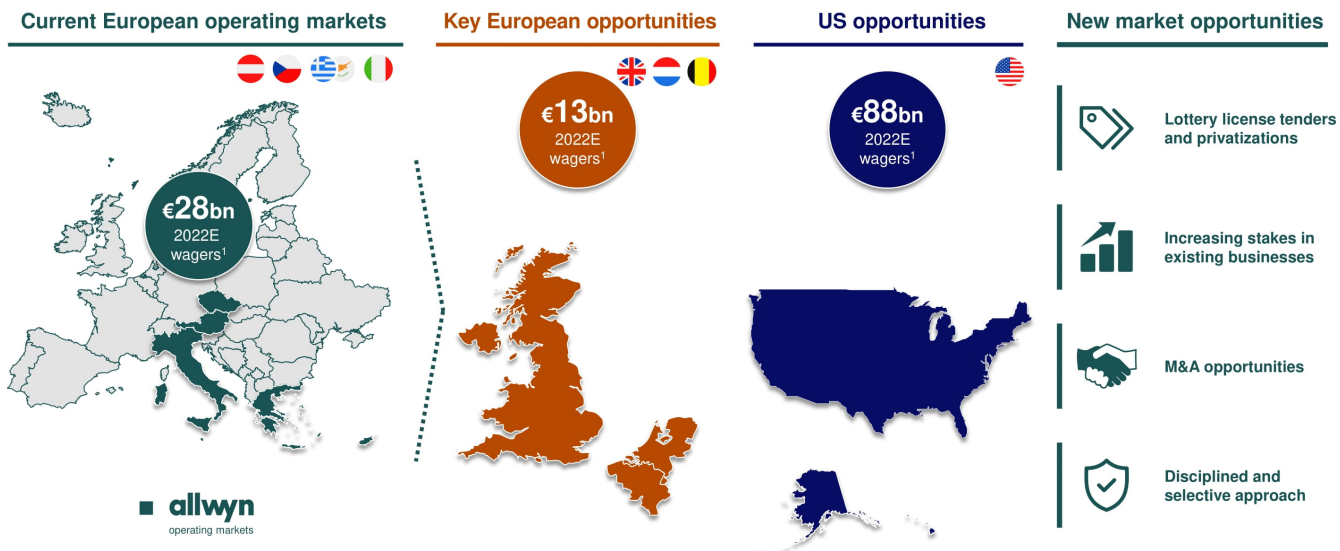 Current European operating markets
€28bn
2022E
wagers¹
allwyn
operating markets
Key European opportunities
€13bn
2022E
wagers¹
US opportunities
€88bn
2022E
wagers¹
New market opportunities
Lottery license tenders
and privatizations
Increasing stakes in
existing businesses
M&A opportunities
Disciplined and
selective approach